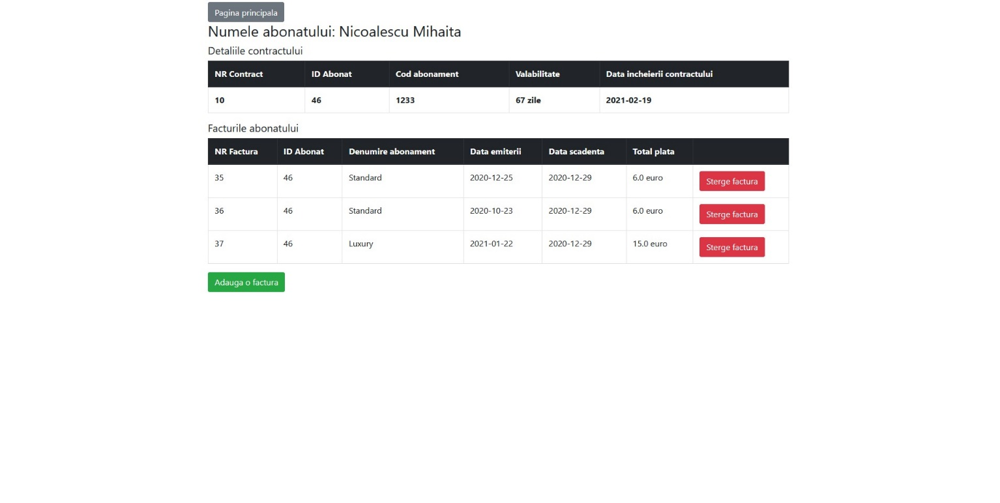 Pagina principala
Numele abonatului: Nicoalescu Mihaita
Detaliile contractului
NR Contract ID Abonat Cod abonament Valabilitate Data incheierii contractului
10 46 1233 67 zile 2021-02-19
Facturile abonatului
NR Factura ID Abonat Denumire abonament Data emiterii Data scadenta Total plata
35 46 Standard 2020-12-25 2020-12-29 6.0 euro Sterge factura
36 46 Standard 2020-10-23 2020-12-29 6.0 euro Sterge factura
37 46 Luxury 2021-01-22 2020-12-29 15.0 euro Sterge factura
Adauga o factura